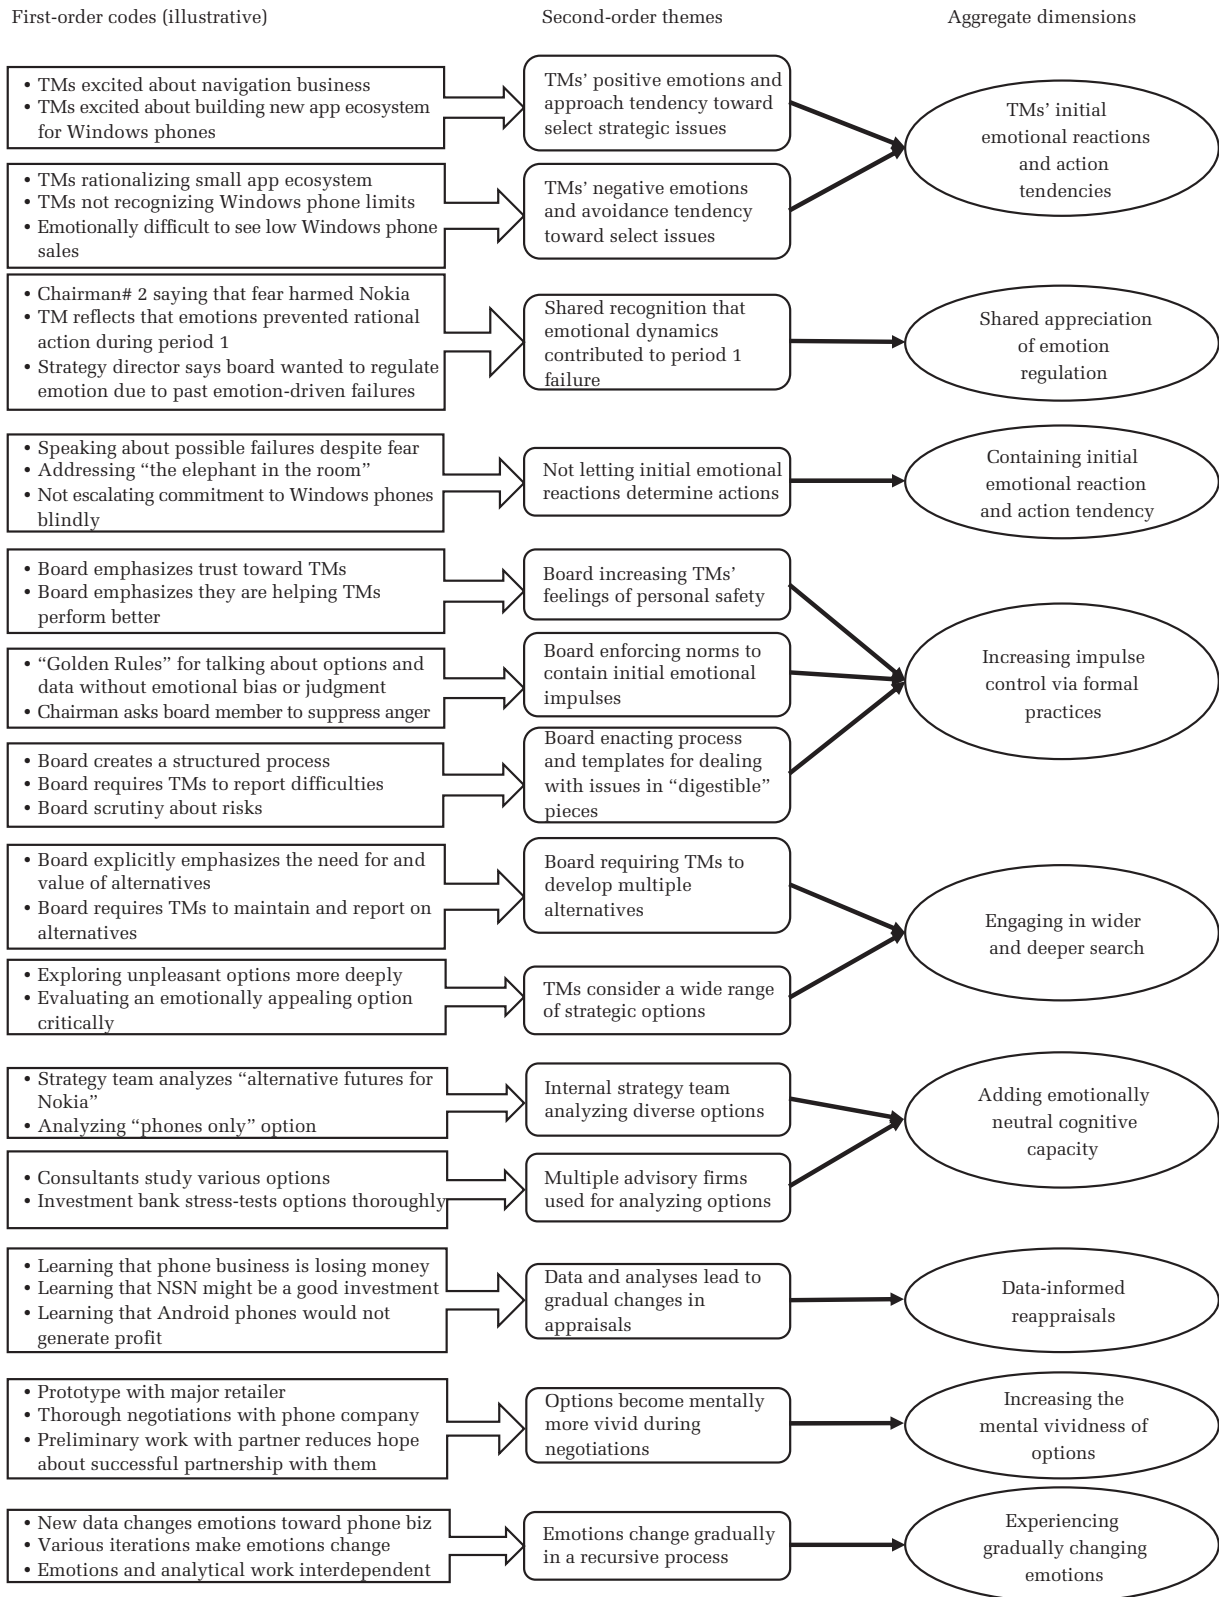 First-order codes (illustrative)
Second-order themes
Aggregate dimensions
• TMs excited about navigation business
• TMs excited about building new app ecosystem
for Windows phones
TMs’ positive emotions and
approach tendency toward
select strategic issues
TMs’ initial
emotional reactions
and action
tendencies
• TMs rationalizing small app ecosystem
• TMs not recognizing Windows phone limits
• Emotionally difficult to see low Windows phone
sales
TMs’ negative emotions
and avoidance tendency
toward select issues
• Chairman# 2 saying that fear harmed Nokia
• TM reflects that emotions prevented rational
action during period 1
• Strategy director says board wanted to regulate
emotion due to past emotion-driven failures
Shared recognition that
emotional dynamics
contributed to period 1
failure
Shared appreciation
of emotion
regulation
• Speaking about possible failures despite fear
• Addressing “the elephant in the room”
• Not escalating commitment to Windows phones
blindly
Not letting initial emotional
reactions determine actions
Containing initial
emotional reaction
and action tendency
• Board emphasizes trust toward TMs
• Board emphasizes they are helping TMs
perform better
Board increasing TMs’
feelings of personal safety
• “Golden Rules” for talking about options and
data without emotional bias or judgment
• Chairman asks board member to suppress anger
Board enforcing norms to
contain initial emotional
impulses
Increasing impulse
control via formal
practices
• Board creates a structured process
• Board requires TMs to report difficulties
• Board scrutiny about risks
Board enacting process
and templates for dealing
with issues in “digestible”
pieces
• Board explicitly emphasizes the need for and
value of alternatives
• Board requires TMs to maintain and report on
alternatives
Board requiring TMs to
develop multiple
alternatives
Engaging in wider
and deeper search
• Exploring unpleasant options more deeply
• Evaluating an emotionally appealing option
critically
TMs consider a wide range
of strategic options
• Strategy team analyzes “alternative futures for
Nokia”
• Analyzing “phones only” option
Internal strategy team
analyzing diverse options
Adding emotionally
neutral cognitive
capacity
• Consultants study various options
• Investment bank stress-tests options thoroughly
Multiple advisory firms
used for analyzing options
• Learning that phone business is losing money
• Learning that NSN might be a good investment
• Learning that Android phones would not
generate profit
Data and analyses lead to
gradual changes in
appraisals
Data-informed
reappraisals
• Prototype with major retailer
• Thorough negotiations with phone company
• Preliminary work with partner reduces hope
about successful partnership with them
Options become mentally
more vivid during
negotiations
Increasing the
mental vividness of
options
• New data changes emotions toward phone biz
• Various iterations make emotions change
• Emotions and analytical work interdependent
Emotions change gradually
in a recursive process
Experiencing
gradually changing
emotions